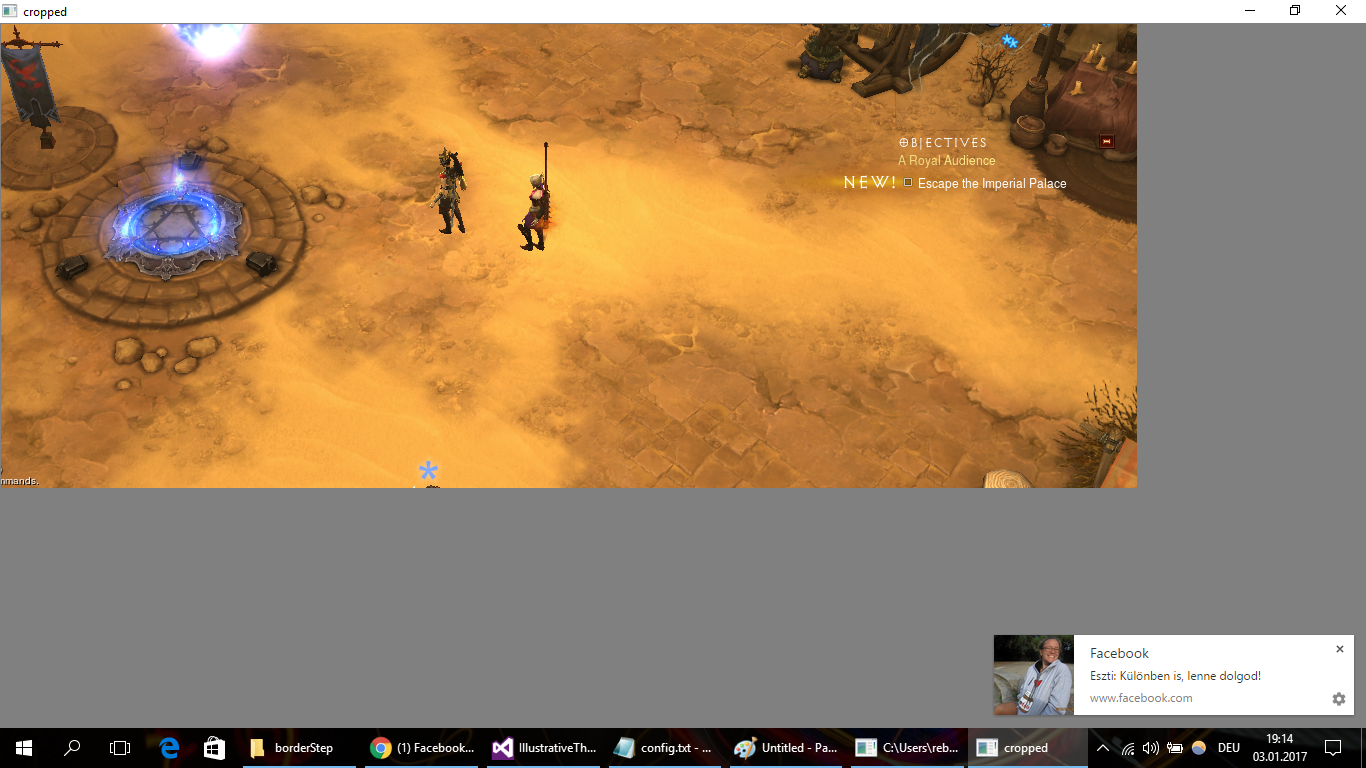 cropped
OBJECTIVES
A Royal Audience
NEW! Escape the Imperial Palace
mmands.
Facebook
Eszti: Különben is, lenne dolgod!
www.facebook.com
borderStep
(1) Facebook...
IllustrativeTh...
config.txt - ...
Untitled - Pa...
C:\Users\reb...
cropped
DEU
19:14
03.01.2017